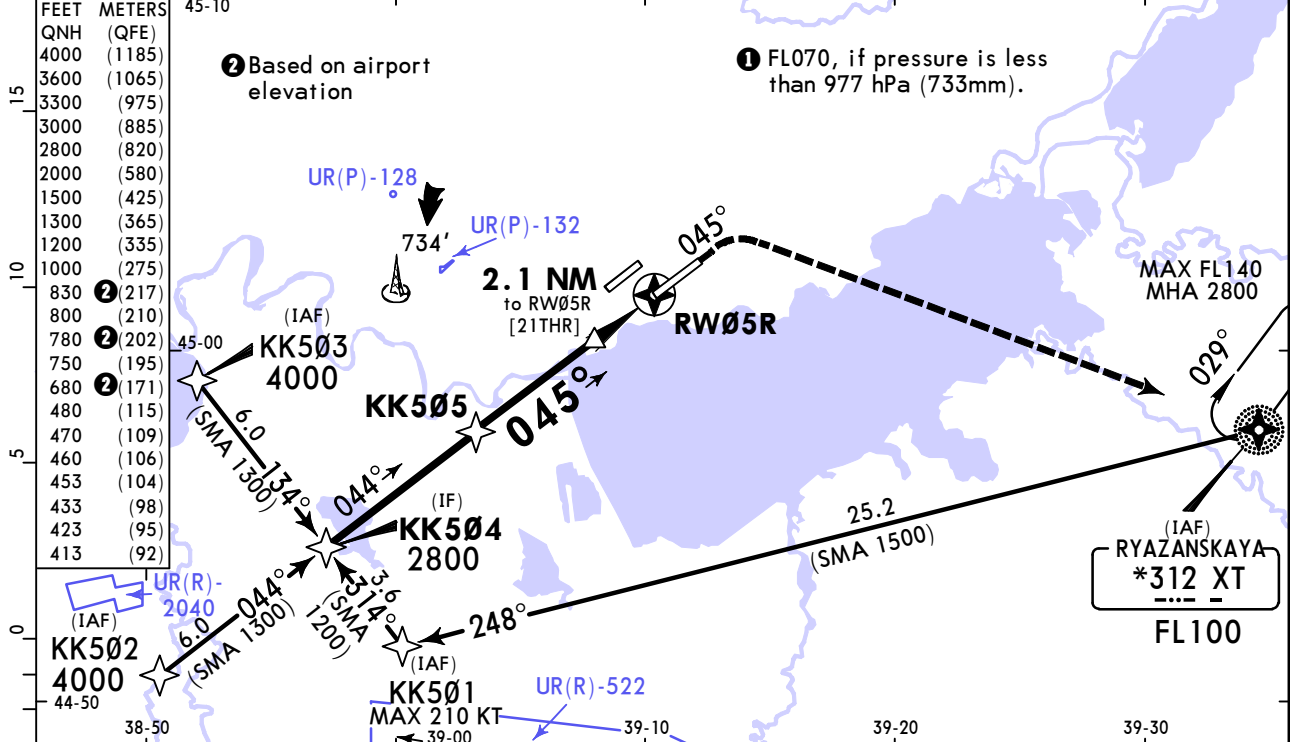 FEET METERS
QNH (QFE)
4000 (1185)
3600 (1065)
3300 (975)
3000 (885)
2800 (820)
2000 (580)
1500 (425)
1300 (365)
1200 (335)
1000 (275)
830 ❷(217)
800 (210)
780 ❷(202)
750 (195)
680 ❷(171)
480 (115)
470 (109)
460 (106)
453 (104)
433 (98)
423 (95)
413 (92)
45-10
❷ Based on airport
elevation
❶ FL070, if pressure is less
than 977 hPa (733mm).
15
10
5
0
UR(P)-128
UR(P)-132
734'
2.1 NM
to RWØ5R
[21THR]
RWØ5R
045°
MAX FL140
MHA 2800
029°
(IAF)
KK5Ø3
4000
45-00
6.0
134°
(SMA 1300)
KK5Ø5
045°
044°
(IF)
KK5Ø4
2800
25.2
(SMA 1500)
248°
(IAF)
RYAZANSKAYA
*312 XT
FL100
UR(R)-
2040
(IAF)
KK5Ø2
4000
6.0
044°
(SMA 1300)
3.6
314°
(SMA
1200)
(IAF)
KK5Ø1
MAX 210 KT
UR(R)-522
44-50
38-50
39-00
39-10
39-20
39-30